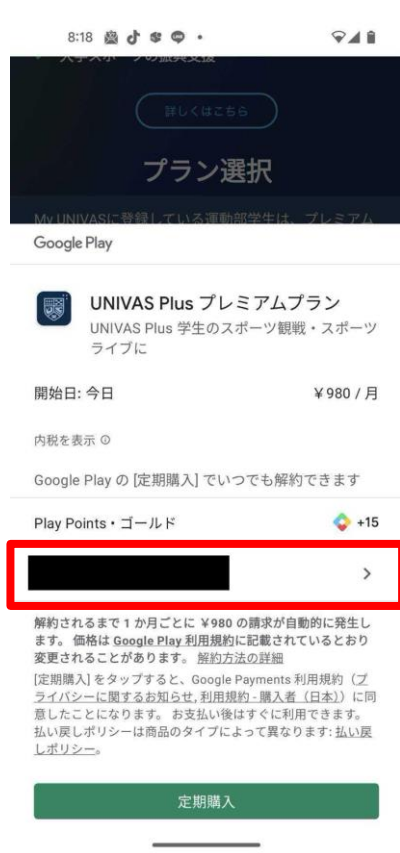 8:18
詳しくはこちら
プラン選択
My UNIVASに登録している運動部学生は、プレミアム
Google Play
UNIVAS Plus プレミアムプラン
UNIVAS Plus 学生のスポーツ観戦・スポーツ
ライブに
開始日: 今日 ¥980 / 月
内税を表示
Google Play の [定期購入] でいつでも解約できます
Play Points・ゴールド +15
解約されるまで 1 か月ごとに ¥980 の請求が自動的に発生し
ます。 価格は Google Play 利用規約に記載されているとおり
変更されることがあります。 解約方法の詳細
[定期購入] をタップすると、Google Payments 利用規約（プ
ライバシーに関するお知らせ, 利用規約 - 購入者（日本））に同
意したことになります。 お支払い後はすぐに利用できます。
払い戻しポリシーは商品のタイプによって異なります: 払い戻
しポリシー。
定期購入